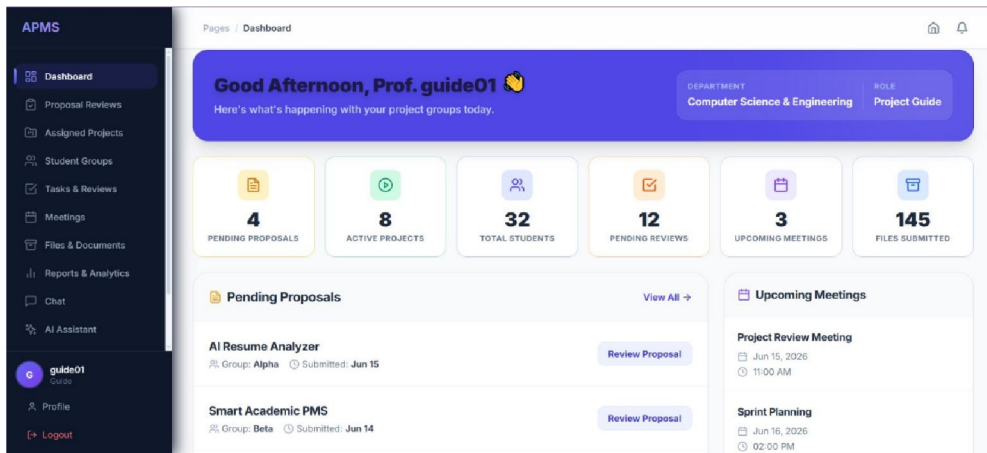 APMS
Dashboard
Proposal Reviews
Assigned Projects
Student Groups
Tasks & Reviews
Meetings
Files & Documents
Reports & Analytics
Chat
AI Assistant
G
guide01
Guide
Profile
Logout
Pages / Dashboard
Good Afternoon, Prof. guide01 👋
Here's what's happening with your project groups today.
DEPARTMENT
Computer Science & Engineering
ROLE
Project Guide
4
PENDING PROPOSALS
8
ACTIVE PROJECTS
32
TOTAL STUDENTS
12
PENDING REVIEWS
3
UPCOMING MEETINGS
145
FILES SUBMITTED
Pending Proposals
View All →
AI Resume Analyzer
Group: Alpha Submitted: Jun 15
Review Proposal
Smart Academic PMS
Group: Beta Submitted: Jun 14
Review Proposal
Upcoming Meetings
Project Review Meeting
Jun 15, 2026
11:00 AM
Sprint Planning
Jun 16, 2026
02:00 PM